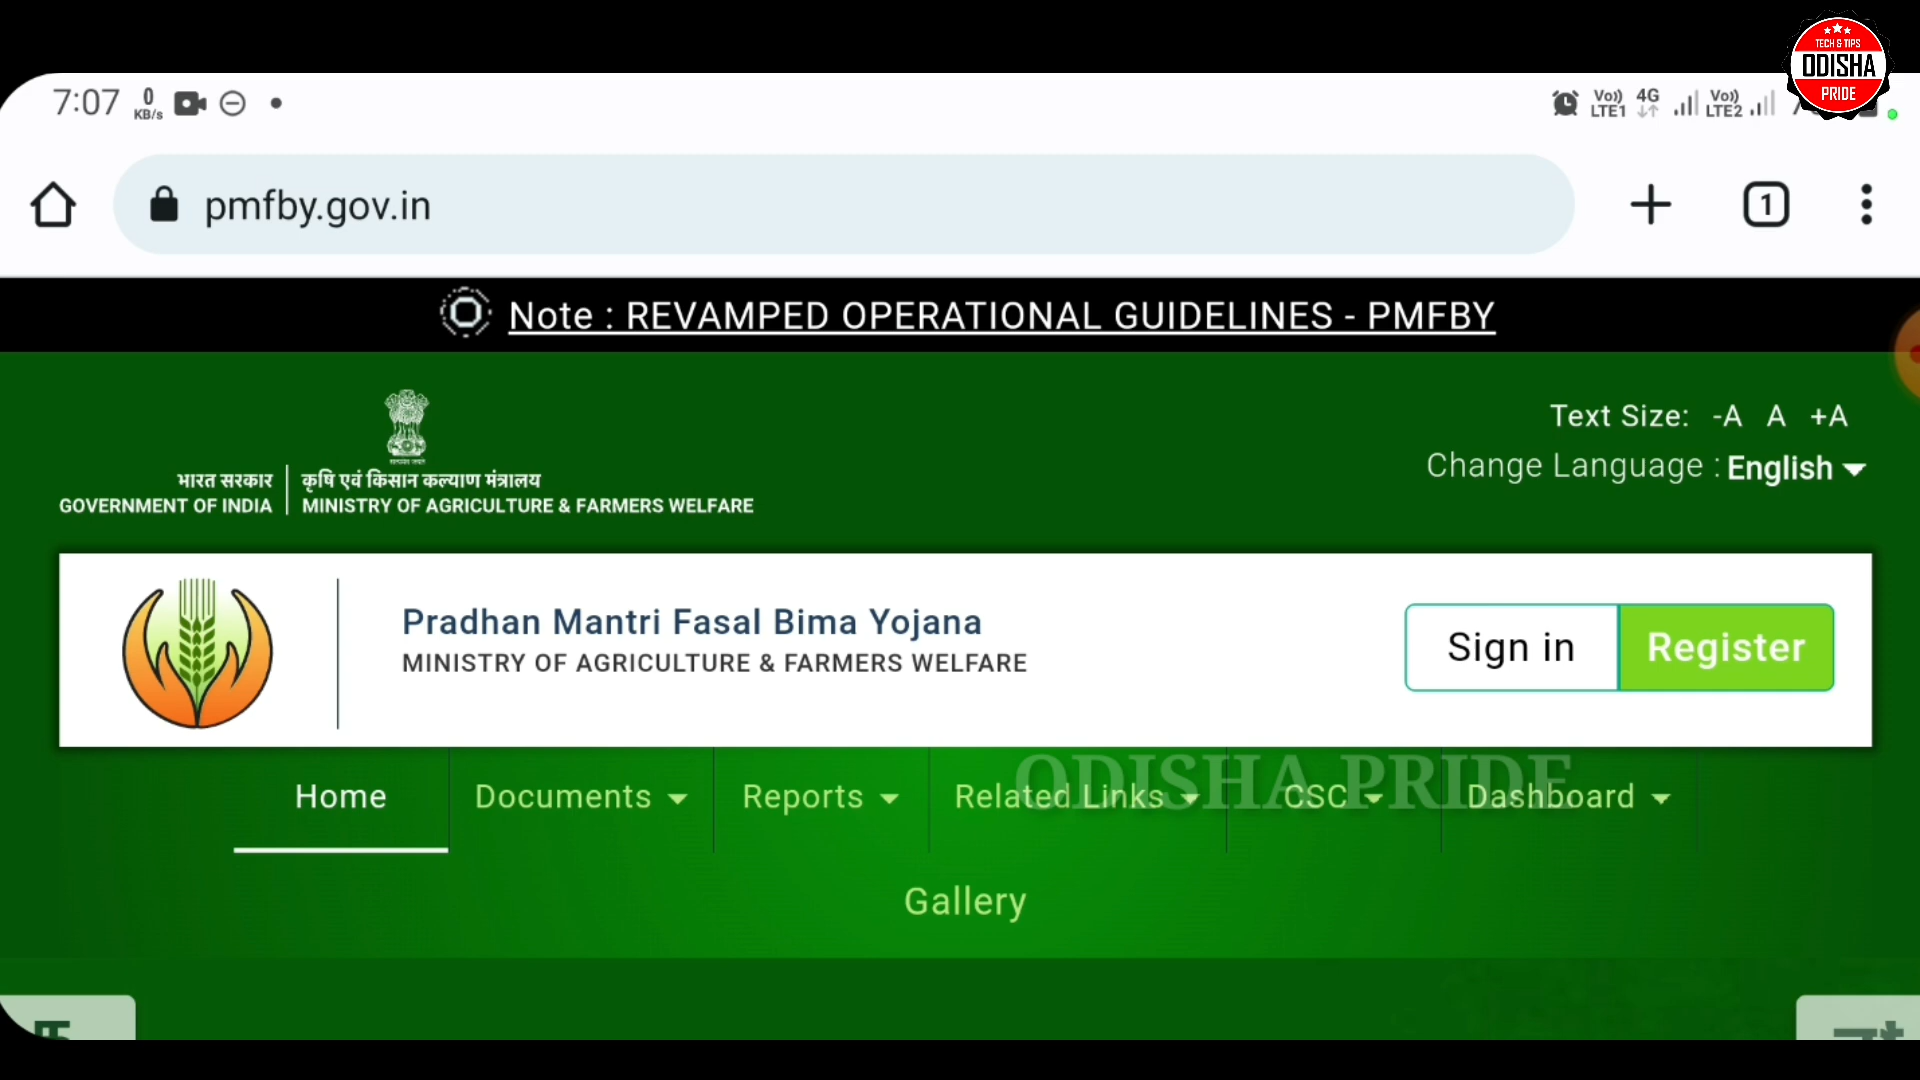 TECH & TIPS
ODISHA
PRIDE
7:07
0
KB/s
Vo)) LTE1
4G
Vo)) LTE2
pmfby.gov.in
1
Note : REVAMPED OPERATIONAL GUIDELINES - PMFBY
Text Size: -A A +A
Change Language : English
भारत सरकार
GOVERNMENT OF INDIA
कृषि एवं किसान कल्याण मंत्रालय
MINISTRY OF AGRICULTURE & FARMERS WELFARE
Pradhan Mantri Fasal Bima Yojana
MINISTRY OF AGRICULTURE & FARMERS WELFARE
Sign in
Register
ODISHA PRIDE
Home
Documents
Reports
Related Links
CSC
Dashboard
Gallery